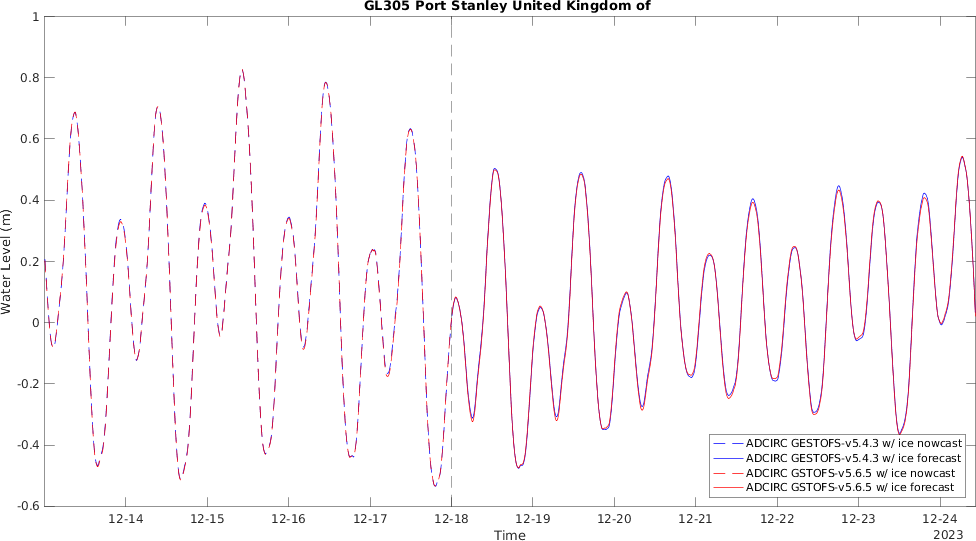 GL305 Port Stanley United Kingdom of
1
0.8
0.6
0.4
0.2
0
-0.2
-0.4
-0.6
Water Level (m)
12-14 12-15 12-16 12-17 12-18 12-19 12-20 12-21 12-22 12-23 12-24
Time
2023
ADCIRC GESTOFS-v5.4.3 w/ ice nowcast
ADCIRC GESTOFS-v5.4.3 w/ ice forecast
ADCIRC GSTOFS-v5.6.5 w/ ice nowcast
ADCIRC GSTOFS-v5.6.5 w/ ice forecast